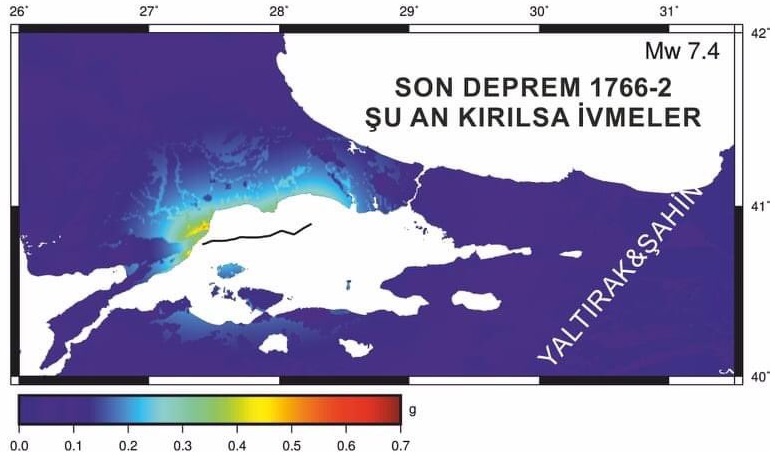 26° 27° 28° 29° 30° 31°
42°
Mw 7.4
SON DEPREM 1766-2
ŞU AN KIRILSA İVMELER
41°
YALTIRAK&ŞAHİN
40°
g
0.0 0.1 0.2 0.3 0.4 0.5 0.6 0.7